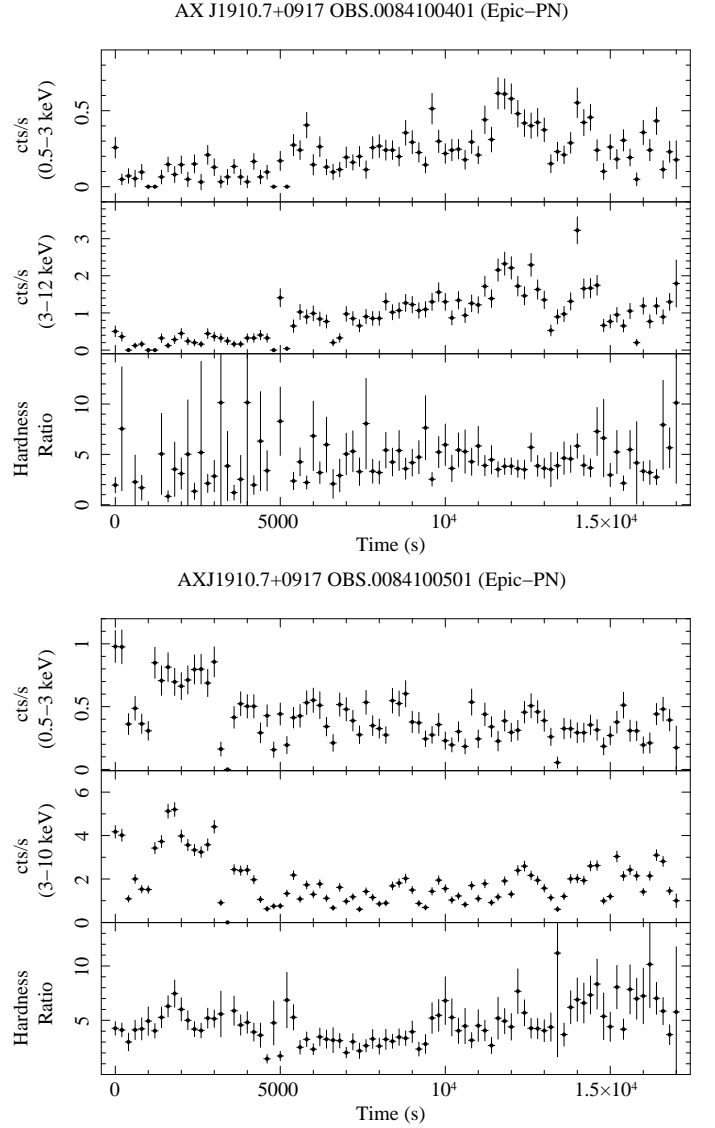 AX J1910.7+0917 OBS.0084100401 (Epic−PN)
cts/s
(0.5−3 keV)
0 0.5
cts/s
(3−12 keV)
0 1 2 3
Hardness
Ratio
0 5 10
0 5000 10⁴ 1.5×10⁴
Time (s)
AXJ1910.7+0917 OBS.0084100501 (Epic−PN)
cts/s
(0.5−3 keV)
0 0.5 1
cts/s
(3−10 keV)
0 2 4 6
Hardness
Ratio
5 10
0 5000 10⁴ 1.5×10⁴
Time (s)